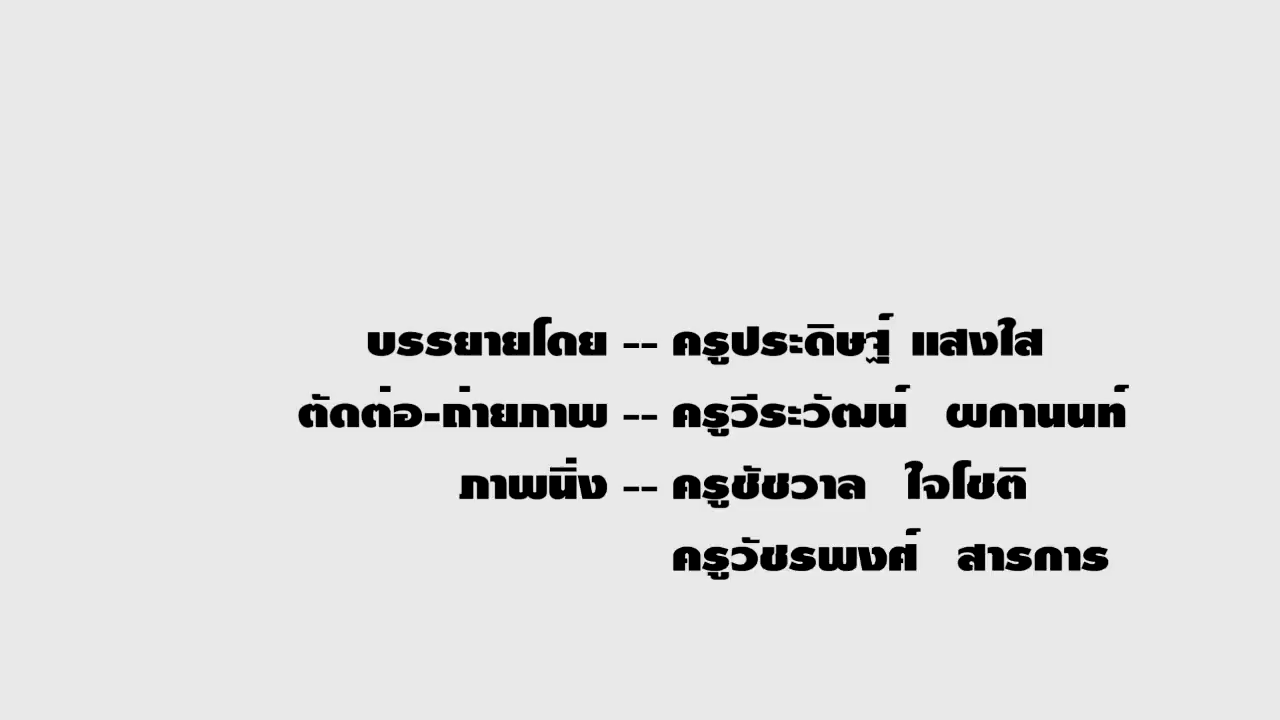 บรรยายโดย -- ครูประดิษฐ์ แสงใส
ตัดต่อ-ถ่ายภาพ -- ครูวีระวัฒน์ ผกานนท์
ภาพนิ่ง -- ครูชัชวาล ใจโชติ
ครูวัชรพงศ์ สารการ